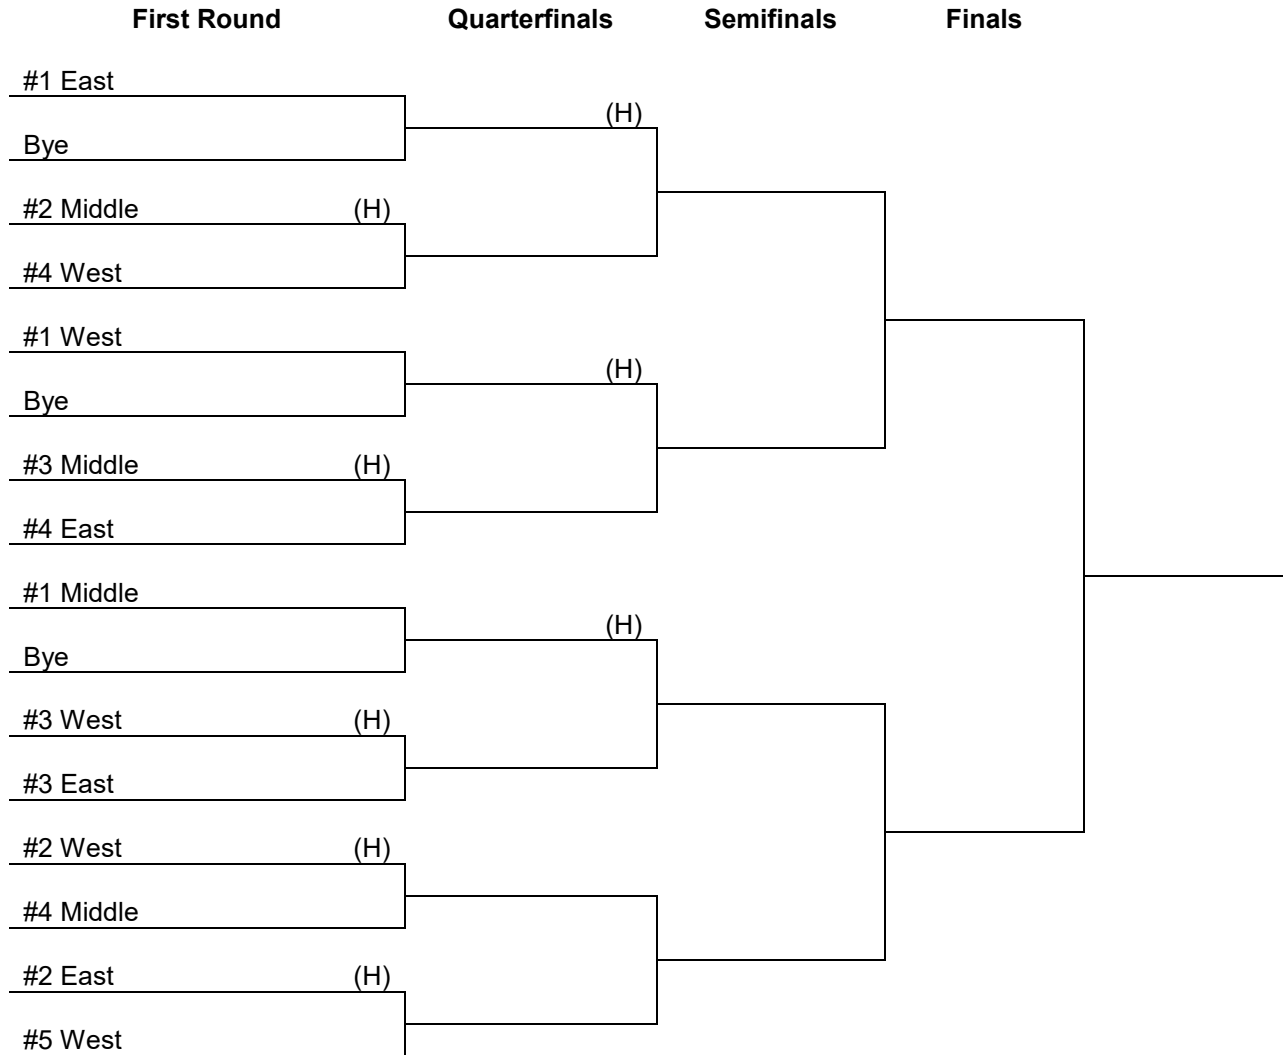 First Round Quarterfinals Semifinals Finals
#1 East
(H)
Bye
#2 Middle (H)
#4 West
#1 West
(H)
Bye
#3 Middle (H)
#4 East
#1 Middle
(H)
Bye
#3 West (H)
#3 East
#2 West (H)
#4 Middle
#2 East (H)
#5 West